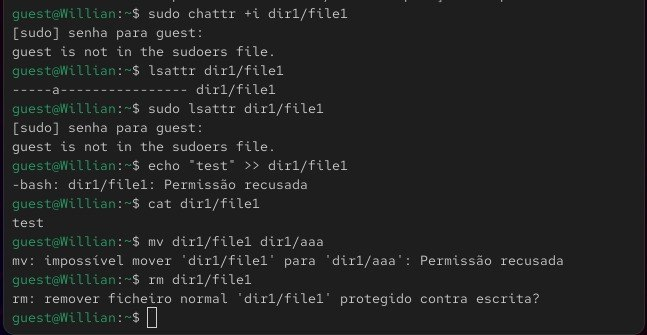 guest@Willian:~$ sudo chattr +i dir1/file1
[sudo] senha para guest:
guest is not in the sudoers file.
guest@Willian:~$ lsattr dir1/file1
-----a---------------- dir1/file1
guest@Willian:~$ sudo lsattr dir1/file1
[sudo] senha para guest:
guest is not in the sudoers file.
guest@Willian:~$ echo "test" >> dir1/file1
-bash: dir1/file1: Permissão recusada
guest@Willian:~$ cat dir1/file1
test
guest@Willian:~$ mv dir1/file1 dir1/aaa
mv: impossível mover 'dir1/file1' para 'dir1/aaa': Permissão recusada
guest@Willian:~$ rm dir1/file1
rm: remover ficheiro normal 'dir1/file1' protegido contra escrita?
guest@Willian:~$